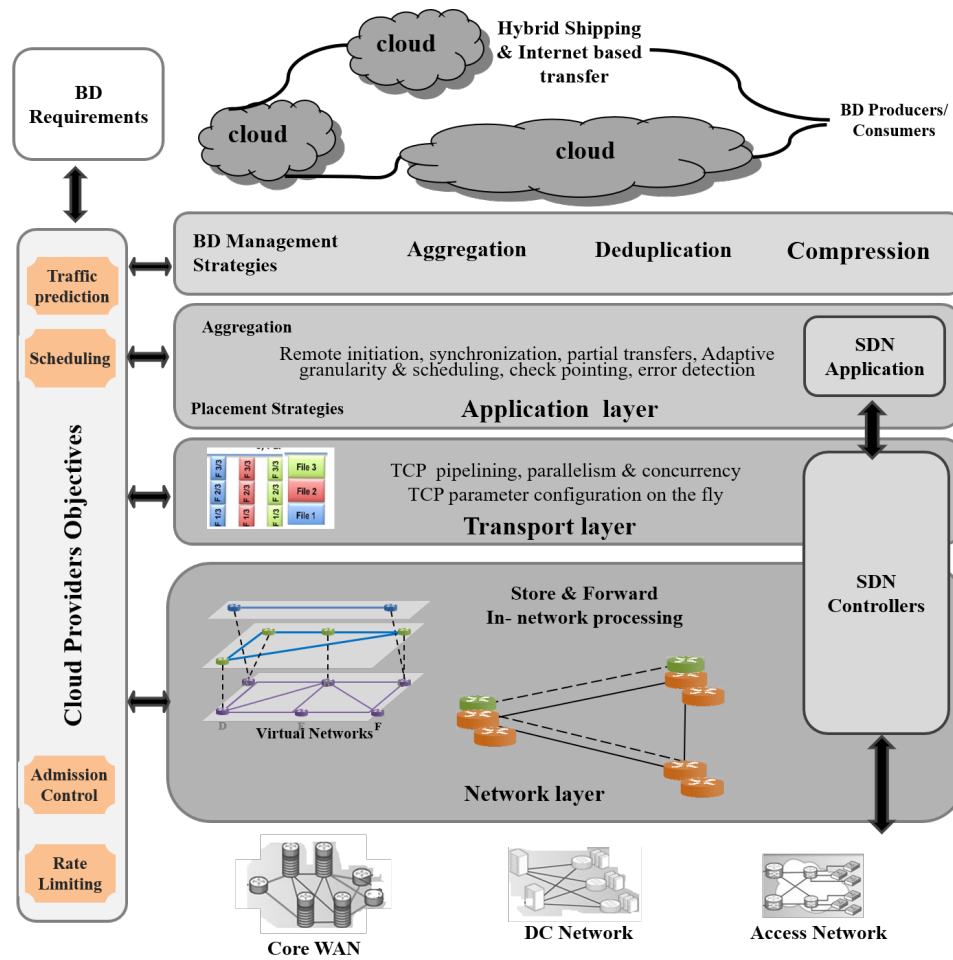 Hybrid Shipping
& Internet based
transfer
cloud
cloud
cloud
BD Producers/
Consumers
BD
Requirements
Traffic
prediction
Scheduling
Cloud Providers Objectives
Admission
Control
Rate
Limiting
BD Management
Strategies
Aggregation
Deduplication
Compression
Aggregation
Remote initiation, synchronization, partial transfers, Adaptive
granularity & scheduling, check pointing, error detection
Placement Strategies
Application layer
SDN
Application
F 3/3
F 3/3
F 3/3
File 3
F 2/3
F 2/3
F 2/3
File 2
F 1/3
F 1/3
F 1/3
File 1
TCP pipelining, parallelism & concurrency
TCP parameter configuration on the fly
Transport layer
SDN
Controllers
Store & Forward
In- network processing
D
E
F
Virtual Networks
Network layer
Core WAN
DC Network
Access Network